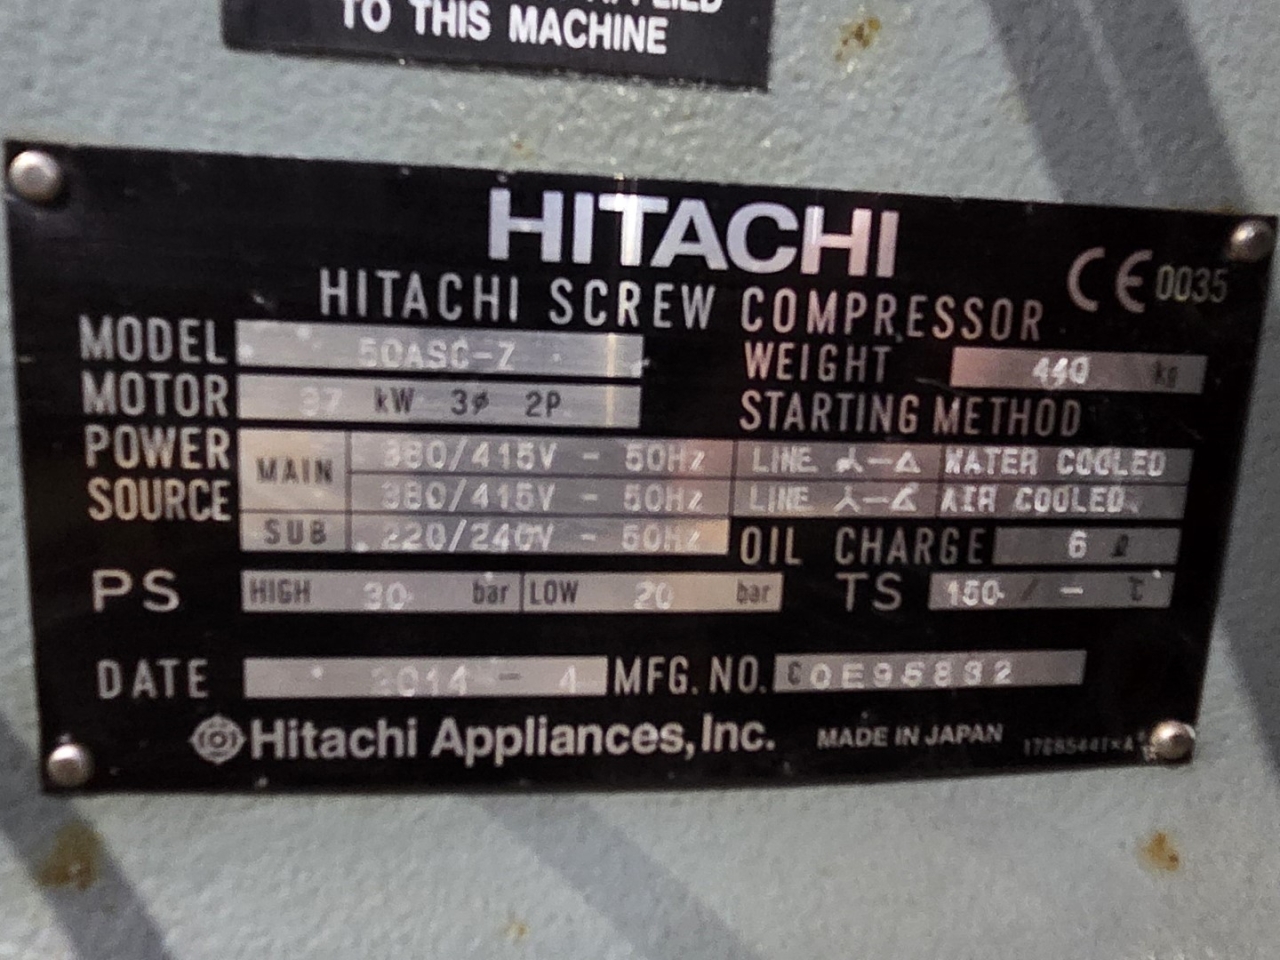 TO THIS MACHINE
HITACHI
HITACHI SCREW COMPRESSOR CE 0035
MODEL 50ASC-Z WEIGHT 440 kg
MOTOR 37 kW 3ø 2P STARTING METHOD
POWER SOURCE MAIN 380/415V - 50Hz LINE 人-△ WATER COOLED
380/415V - 50Hz LINE 人-△ AIR COOLED
SUB 220/240V - 50Hz OIL CHARGE 6 ℓ
PS HIGH 30 bar LOW 20 bar TS 150 / - ℃
DATE 2014 - 4 MFG. NO. C0E95832
Hitachi Appliances, Inc. MADE IN JAPAN